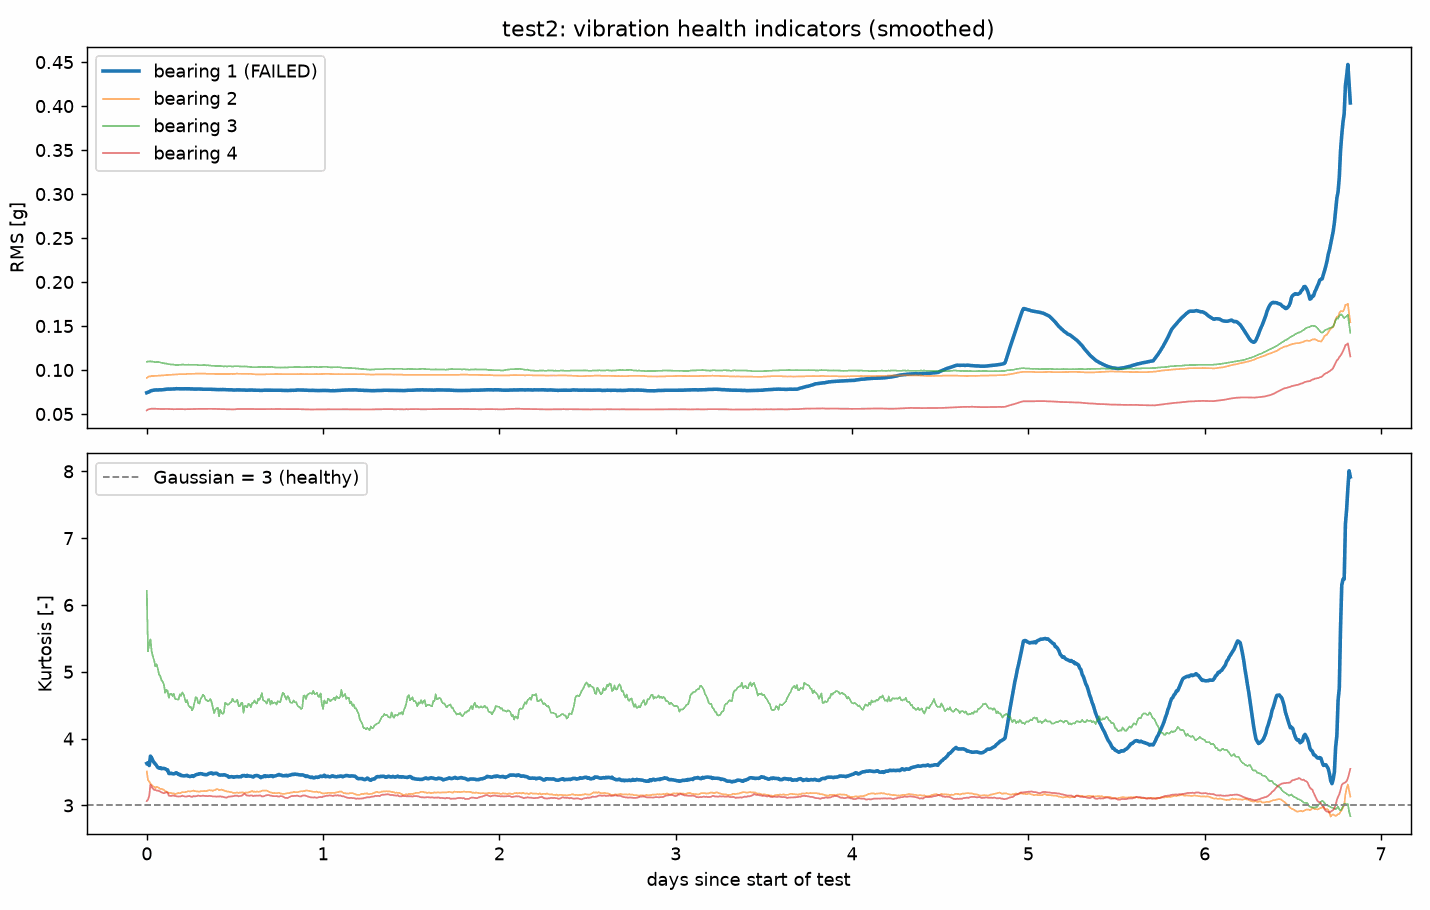 test2: vibration health indicators (smoothed)
RMS [g]
0.45
0.40
0.35
0.30
0.25
0.20
0.15
0.10
0.05
bearing 1 (FAILED)
bearing 2
bearing 3
bearing 4
Kurtosis [-]
8
7
6
5
4
3
Gaussian = 3 (healthy)
0 1 2 3 4 5 6 7
days since start of test